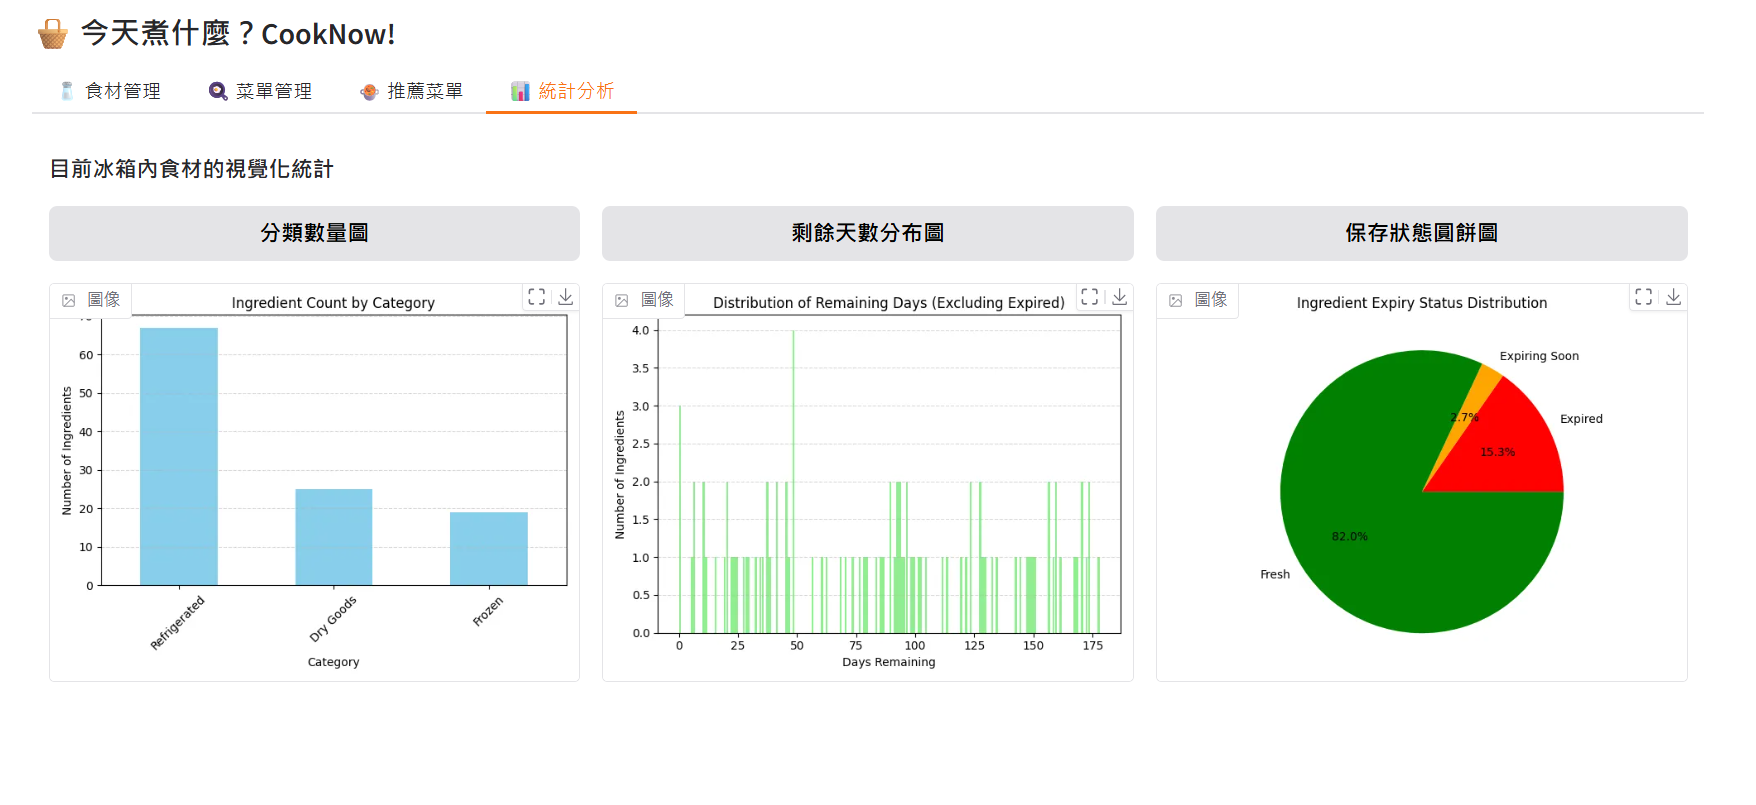 今天煮什麼？CookNow!
食材管理
菜單管理
推薦菜單
統計分析
目前冰箱內食材的視覺化統計
分類數量圖
剩餘天數分布圖
保存狀態圓餅圖
圖像
Ingredient Count by Category
60
50
40
30
20
10
0
Number of Ingredients
Refrigerated
Dry Goods
Frozen
Category
圖像
Distribution of Remaining Days (Excluding Expired)
4.0
3.5
3.0
2.5
2.0
1.5
1.0
0.5
0.0
Number of Ingredients
0 25 50 75 100 125 150 175
Days Remaining
圖像
Ingredient Expiry Status Distribution
Expiring Soon
2.7%
Expired
15.3%
82.0%
Fresh